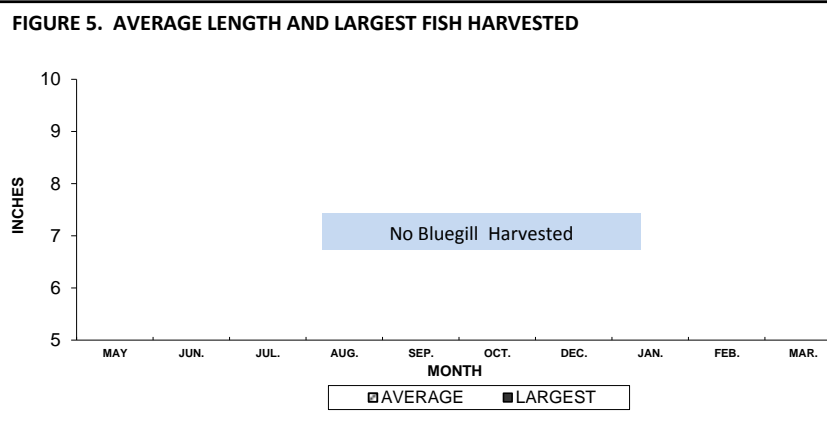 FIGURE 5. AVERAGE LENGTH AND LARGEST FISH HARVESTED
10
9
8
7
6
5
INCHES
No Bluegill Harvested
MAY JUN. JUL. AUG. SEP. OCT. DEC. JAN. FEB. MAR.
MONTH
AVERAGE LARGEST